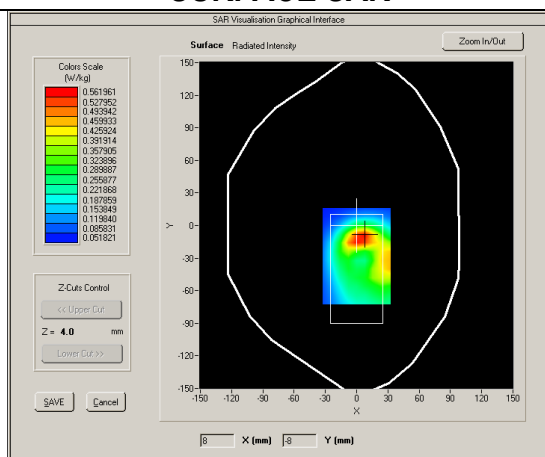 SURFACE SAR
SAR Visualisation Graphical Interface
Surface Radiated Intensity
Zoom In/Out
Colors Scale
(W/kg)
0.561961
0.527952
0.493942
0.459933
0.425924
0.391914
0.357905
0.323896
0.289887
0.255877
0.221868
0.187859
0.153849
0.119840
0.085831
0.051821
Z-Cuts Control
<< Upper Cut
Z = 4.0 mm
Lower Cut >>
SAVE Cancel
150
120
90
60
30
0
-30
-60
-90
-120
-150
Y
-150 -120 -90 -60 -30 0 30 60 90 120 150
X
8 X (mm) -8 Y (mm)